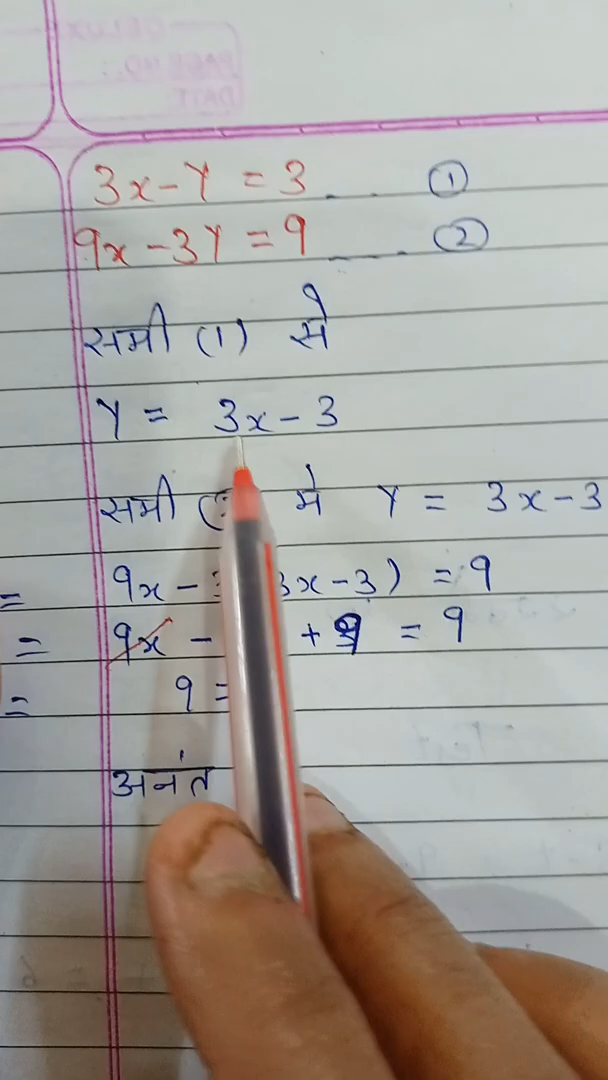 3x - Y = 3 ... (1)
9x - 3Y = 9 .... (2)
समी (1) से
Y = 3x - 3
समी ( में Y = 3x - 3
= 9x - 3x - 3) = 9
= 9x - + 9 = 9
= 9 =
अनंत